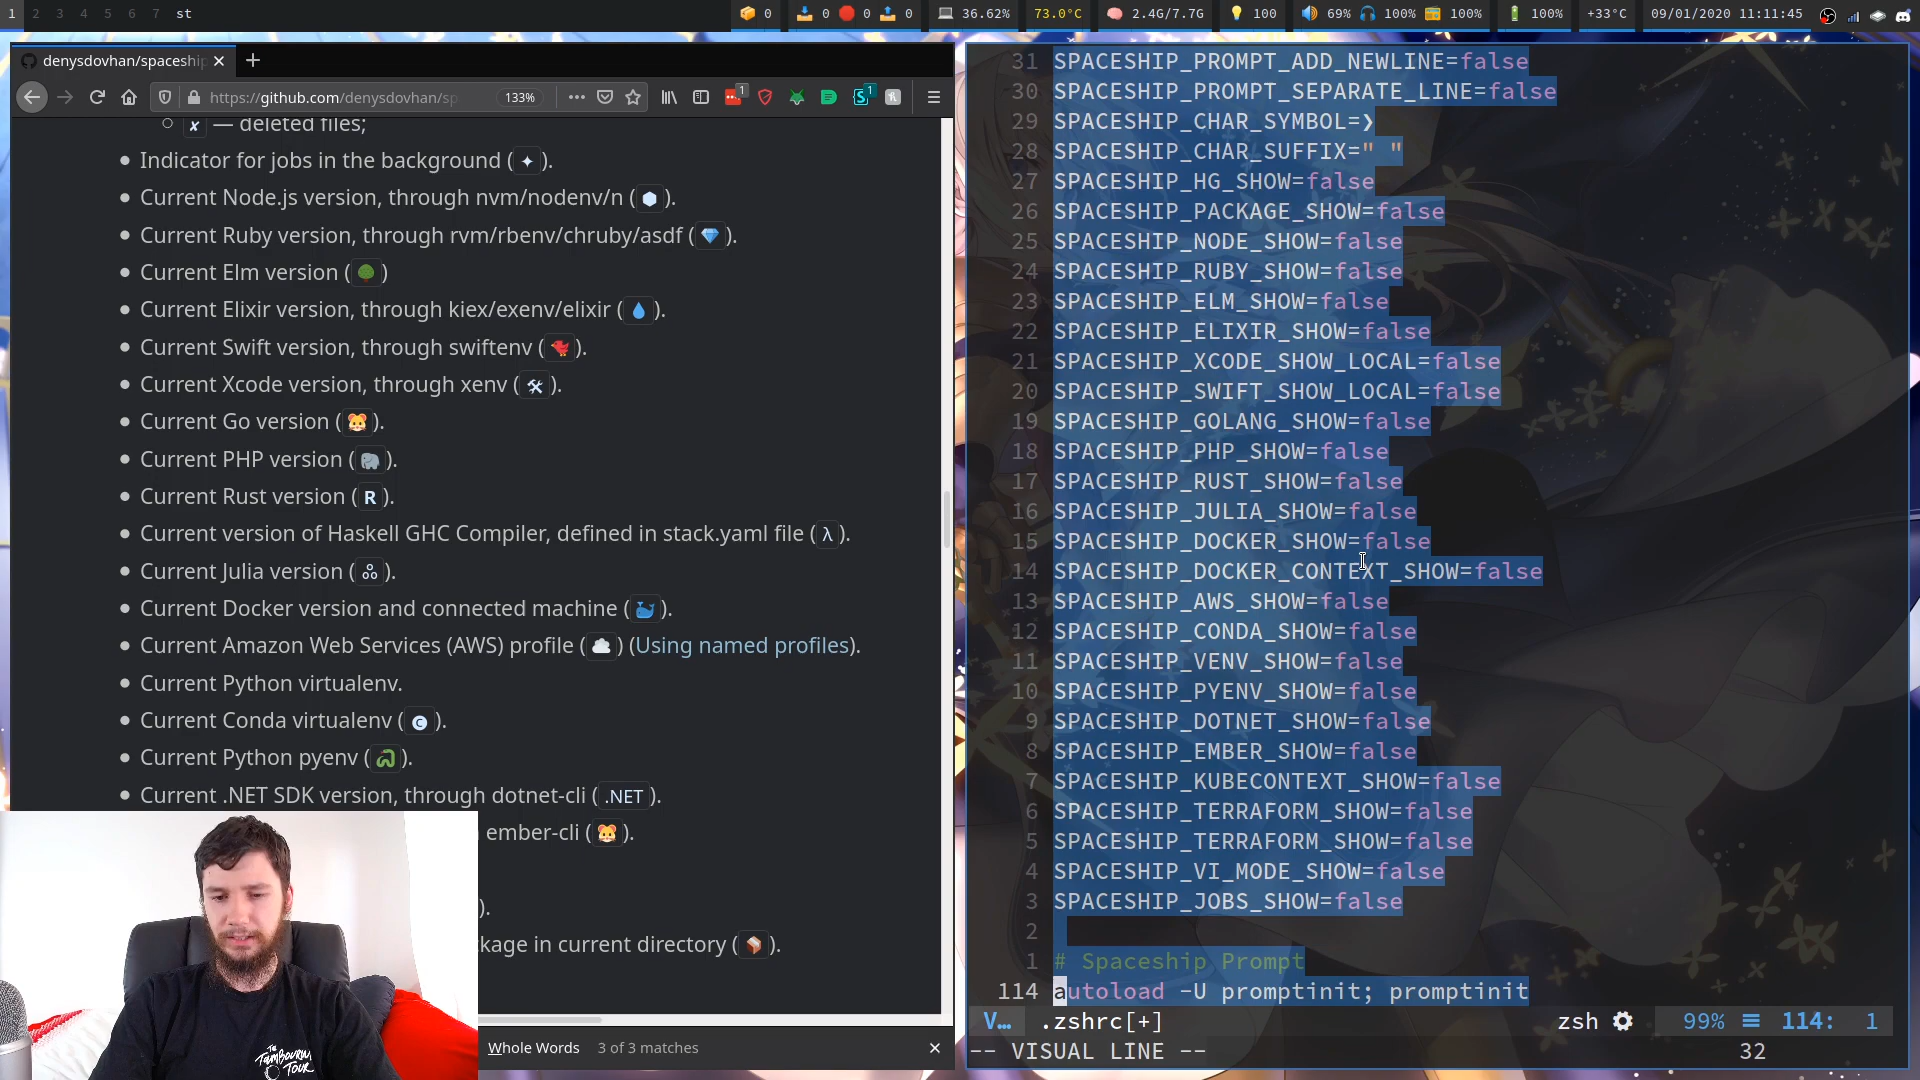 1 2 3 4 5 6 7 st
0 0 0 0 36.62% 73.0°C 2.4G/7.7G 100 69% 100% 100% 100% +33°C 09/01/2020 11:11:45
denysdovhan/spaceship
https://github.com/denysdovhan/sp 133% 1 1
✘ — deleted files;
Indicator for jobs in the background (✦).
Current Node.js version, through nvm/nodenv/n (⬢).
Current Ruby version, through rvm/rbenv/chruby/asdf (💎).
Current Elm version (🌳)
Current Elixir version, through kiex/exenv/elixir (💧).
Current Swift version, through swiftenv (🐦).
Current Xcode version, through xenv (🛠).
Current Go version (🐹).
Current PHP version (🐘).
Current Rust version (R).
Current version of Haskell GHC Compiler, defined in stack.yaml file (λ).
Current Julia version (ஃ).
Current Docker version and connected machine (🐳).
Current Amazon Web Services (AWS) profile (☁️) (Using named profiles).
Current Python virtualenv.
Current Conda virtualenv (🅒).
Current Python pyenv (🐍).
Current .NET SDK version, through dotnet-cli (.NET).
ember-cli (🐹).
).
kage in current directory (📦).
Whole Words 3 of 3 matches
31 SPACESHIP_PROMPT_ADD_NEWLINE=false
30 SPACESHIP_PROMPT_SEPARATE_LINE=false
29 SPACESHIP_CHAR_SYMBOL=❯
28 SPACESHIP_CHAR_SUFFIX=" "
27 SPACESHIP_HG_SHOW=false
26 SPACESHIP_PACKAGE_SHOW=false
25 SPACESHIP_NODE_SHOW=false
24 SPACESHIP_RUBY_SHOW=false
23 SPACESHIP_ELM_SHOW=false
22 SPACESHIP_ELIXIR_SHOW=false
21 SPACESHIP_XCODE_SHOW_LOCAL=false
20 SPACESHIP_SWIFT_SHOW_LOCAL=false
19 SPACESHIP_GOLANG_SHOW=false
18 SPACESHIP_PHP_SHOW=false
17 SPACESHIP_RUST_SHOW=false
16 SPACESHIP_JULIA_SHOW=false
15 SPACESHIP_DOCKER_SHOW=false
14 SPACESHIP_DOCKER_CONTEXT_SHOW=false
13 SPACESHIP_AWS_SHOW=false
12 SPACESHIP_CONDA_SHOW=false
11 SPACESHIP_VENV_SHOW=false
10 SPACESHIP_PYENV_SHOW=false
9 SPACESHIP_DOTNET_SHOW=false
8 SPACESHIP_EMBER_SHOW=false
7 SPACESHIP_KUBECONTEXT_SHOW=false
6 SPACESHIP_TERRAFORM_SHOW=false
5 SPACESHIP_TERRAFORM_SHOW=false
4 SPACESHIP_VI_MODE_SHOW=false
3 SPACESHIP_JOBS_SHOW=false
2
1 # Spaceship Prompt
114 autoload -U promptinit; promptinit
V… .zshrc[+] zsh 99% ☰ 114: 1
-- VISUAL LINE -- 32
The Tambourin Tour